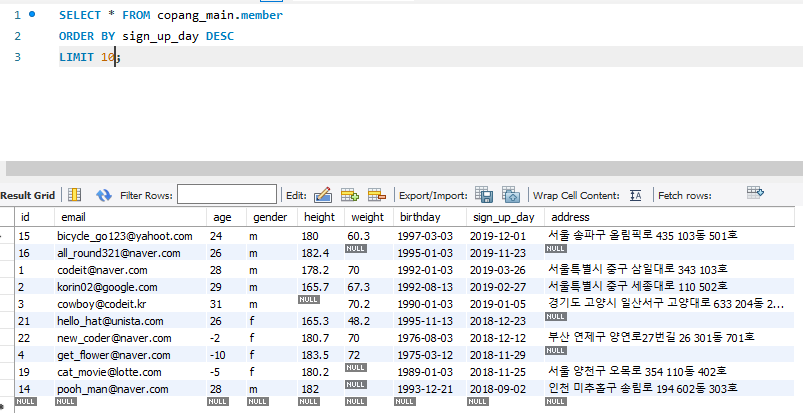 1 SELECT * FROM copang_main.member
2 ORDER BY sign_up_day DESC
3 LIMIT 10;
Result Grid Filter Rows: Edit: Export/Import: Wrap Cell Content: Fetch rows:
id email age gender height weight birthday sign_up_day address
15 bicycle_go123@yahoot.com 24 m 180 60.3 1997-03-03 2019-12-01 서울 송파구 올림픽로 435 103동 501호
16 all_round321@naver.com 26 m 182.4 NULL 1995-01-03 2019-11-23 NULL
1 codeit@naver.com 28 m 178.2 70 1992-01-03 2019-03-26 서울특별시 중구 삼일대로 343 103호
2 korin02@google.com 29 m 165.7 67.3 1992-08-13 2019-02-27 서울특별시 중구 세종대로 110 502호
3 cowboy@codeit.kr 31 m NULL 70.2 1990-01-03 2019-01-05 경기도 고양시 일산서구 고양대로 633 204동 2...
21 hello_hat@unista.com 26 f 165.3 48.2 1995-11-13 2018-12-23 NULL
22 new_coder@naver.com -2 f 180.7 70 1976-08-03 2018-12-12 부산 연제구 양연로27번길 26 301동 701호
4 get_flower@naver.com -10 f 183.5 72 1975-03-12 2018-11-29 NULL
19 cat_movie@lotte.com -5 f 180.2 NULL 1989-01-03 2018-11-25 서울 양천구 오목로 354 110동 402호
14 pooh_man@naver.com 28 m 182 NULL 1993-12-21 2018-09-02 인천 미추홀구 송림로 194 602동 303호
NULL NULL NULL NULL NULL NULL NULL NULL NULL